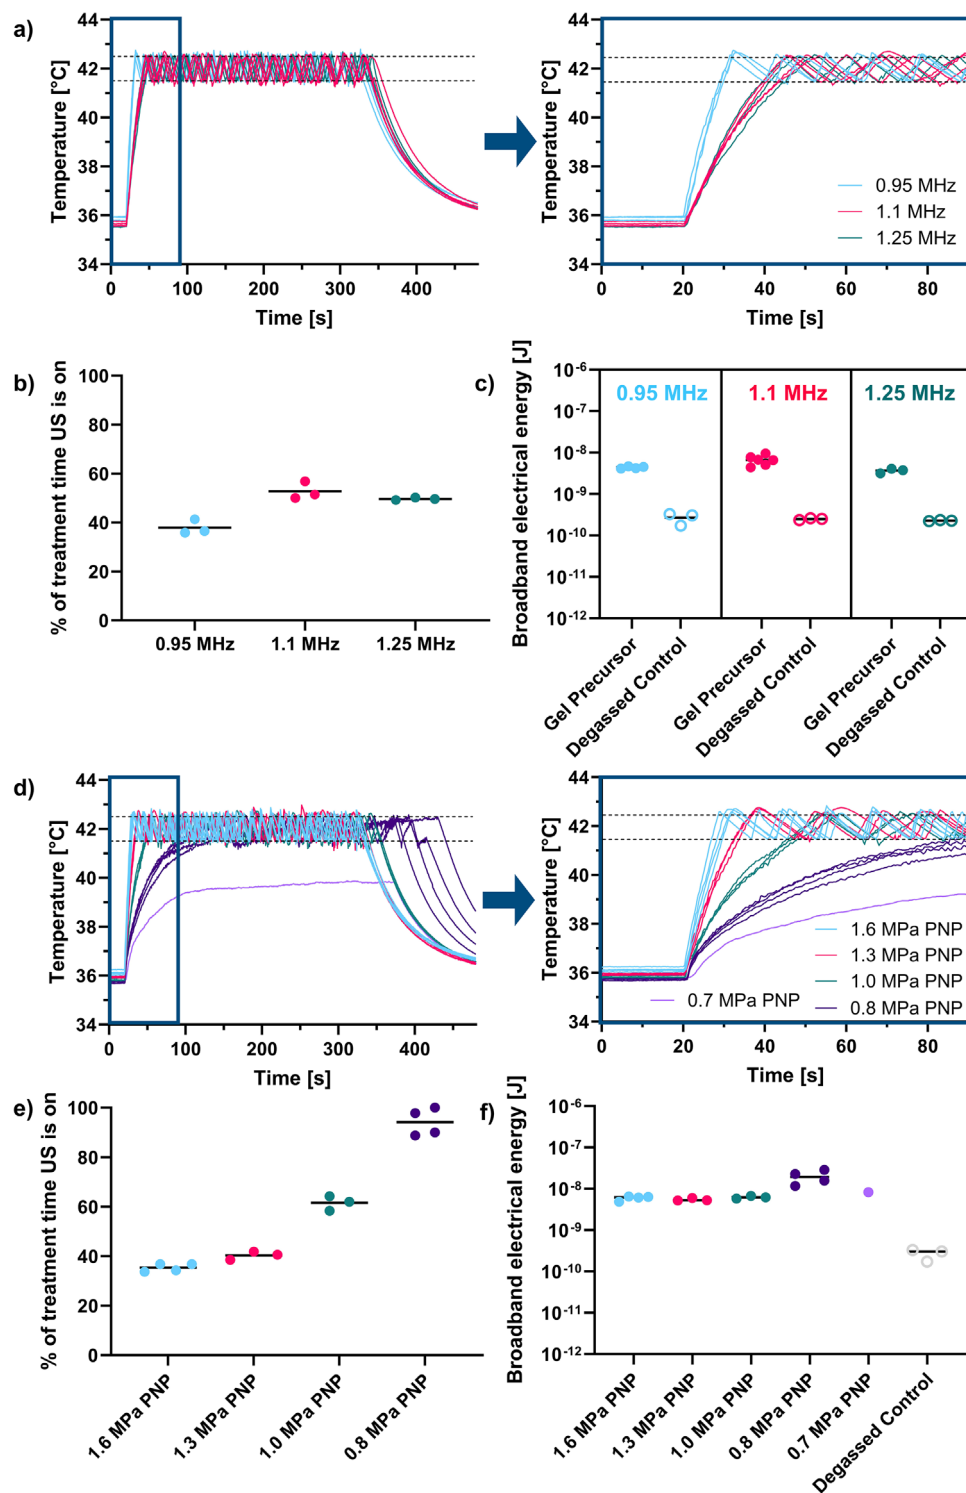 a)
Temperature [°C]
44
42
40
38
36
34
0
100
200
300
400
Time [s]
Temperature [°C]
44
42
40
38
36
34
0.95 MHz
1.1 MHz
1.25 MHz
0
20
40
60
80
Time [s]
b)
% of treatment time US is on
100
80
60
40
20
0
0.95 MHz
1.1 MHz
1.25 MHz
c)
Broadband electrical energy [J]
10⁻⁶
10⁻⁷
10⁻⁸
10⁻⁹
10⁻¹⁰
10⁻¹¹
10⁻¹²
0.95 MHz
1.1 MHz
1.25 MHz
Gel Precursor
Degassed Control
Gel Precursor
Degassed Control
Gel Precursor
Degassed Control
d)
Temperature [°C]
44
42
40
38
36
34
0
100
200
300
400
Time [s]
Temperature [°C]
44
42
40
38
36
34
1.6 MPa PNP
1.3 MPa PNP
1.0 MPa PNP
0.8 MPa PNP
0.7 MPa PNP
0
20
40
60
80
Time [s]
e)
% of treatment time US is on
100
80
60
40
20
0
1.6 MPa PNP
1.3 MPa PNP
1.0 MPa PNP
0.8 MPa PNP
f)
Broadband electrical energy [J]
10⁻⁶
10⁻⁷
10⁻⁸
10⁻⁹
10⁻¹⁰
10⁻¹¹
10⁻¹²
1.6 MPa PNP
1.3 MPa PNP
1.0 MPa PNP
0.8 MPa PNP
0.7 MPa PNP
Degassed Control